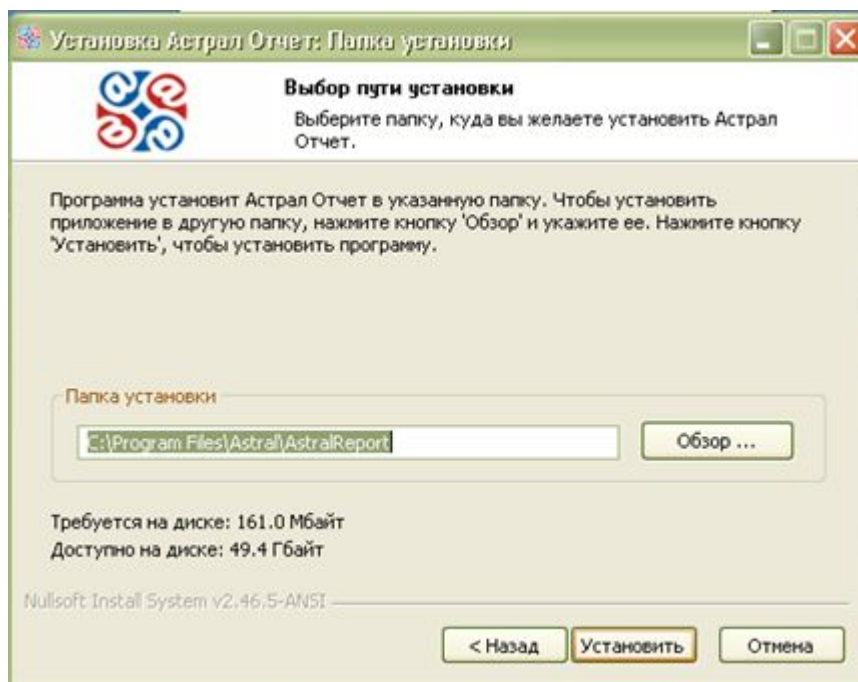 Установка Астрал Отчет: Папка установки
Выбор пути установки
Выберите папку, куда вы желаете установить Астрал
Отчет.
Программа установит Астрал Отчет в указанную папку. Чтобы установить
приложение в другую папку, нажмите кнопку 'Обзор' и укажите ее. Нажмите кнопку
'Установить', чтобы установить программу.
Папка установки
C:\Program Files\Astral\AstralReport
Обзор ...
Требуется на диске: 161.0 Мбайт
Доступно на диске: 49.4 Гбайт
Nullsoft Install System v2.46.5-ANSI
< Назад
Установить
Отмена